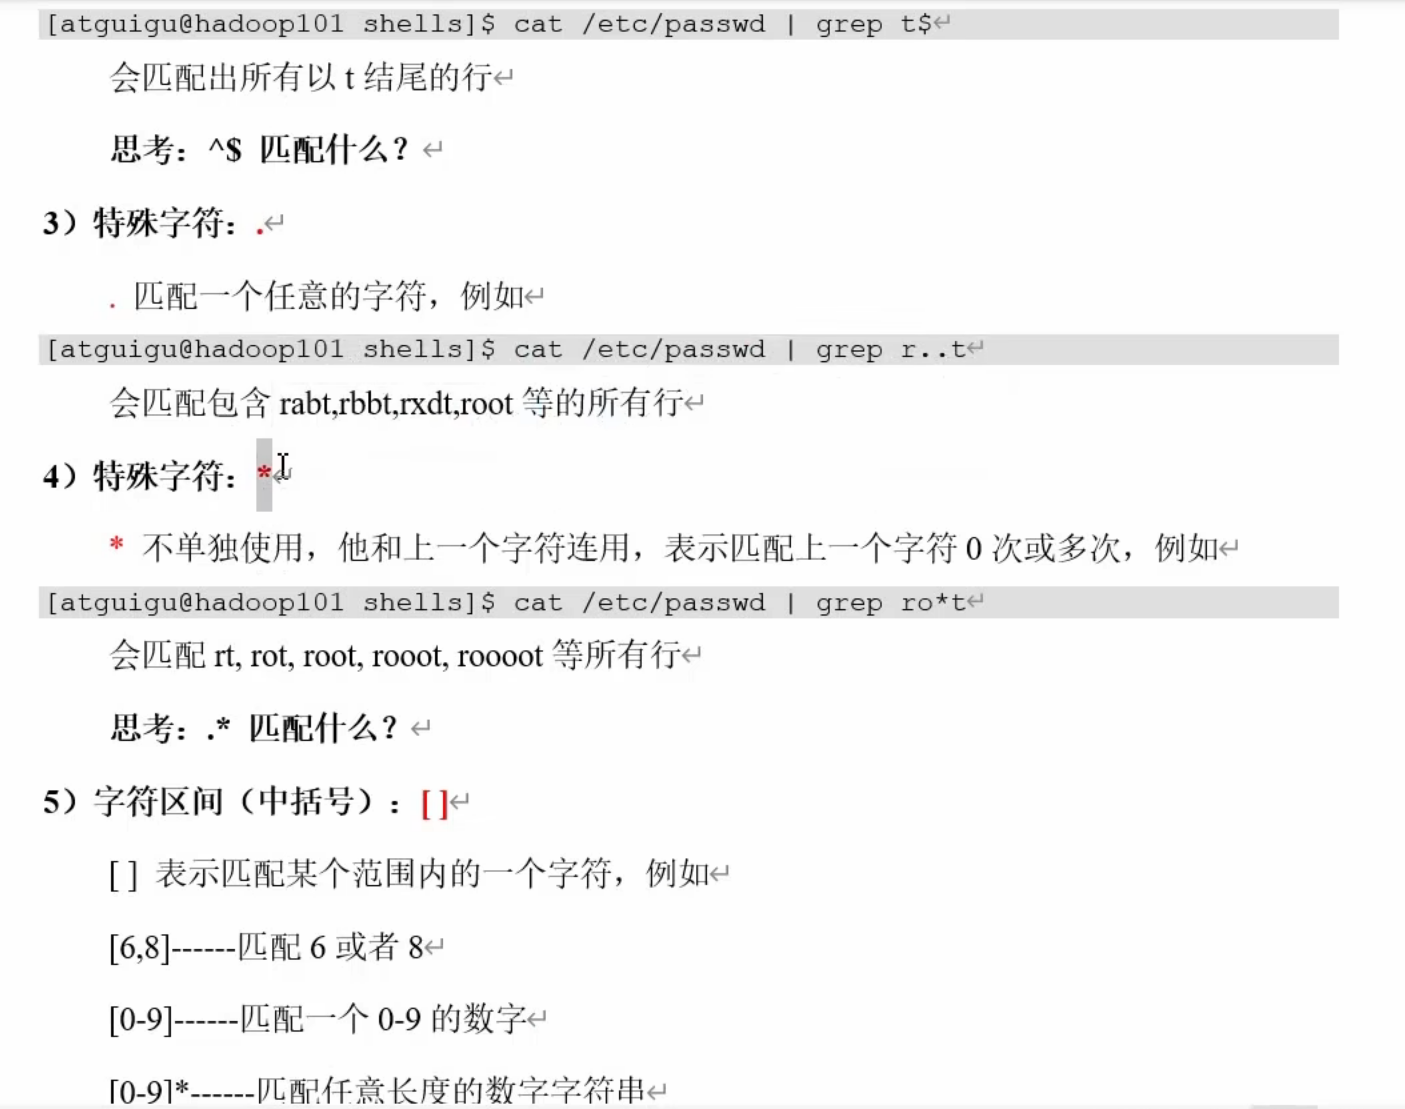 [atguigu@hadoop101 shells]$ cat /etc/passwd | grep t$↵
会匹配出所有以 t 结尾的行↵
思考：^$ 匹配什么？↵
3）特殊字符：.↵
. 匹配一个任意的字符，例如↵
[atguigu@hadoop101 shells]$ cat /etc/passwd | grep r..t↵
会匹配包含 rabt,rbbt,rxdt,root 等的所有行↵
4）特殊字符：*↵
* 不单独使用，他和上一个字符连用，表示匹配上一个字符 0 次或多次，例如↵
[atguigu@hadoop101 shells]$ cat /etc/passwd | grep ro*t↵
会匹配 rt, rot, root, rooot, roooot 等所有行↵
思考：.* 匹配什么？↵
5）字符区间（中括号）：[ ]↵
[ ] 表示匹配某个范围内的一个字符，例如↵
[6,8]------匹配 6 或者 8↵
[0-9]------匹配一个 0-9 的数字↵
[0-9]*------匹配任意长度的数字字符串↵